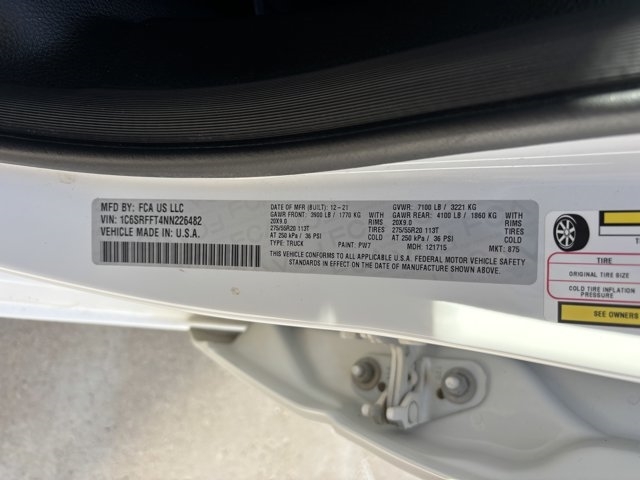 MFD BY: FCA US LLC
VIN: 1C6SRFFT4NN226482
VEHICLE MADE IN U.S.A.
DATE OF MFR (BUILT): 12-21 GVWR: 7100 LB / 3221 KG
GAWR FRONT: 3900 LB / 1770 KG WITH GAWR REAR: 4100 LB / 1860 KG WITH
20X9.0 RIMS 20X9.0 RIMS
275/55R20 113T TIRES 275/55R20 113T TIRES
AT 250 kPa / 36 PSI COLD AT 250 kPa / 36 PSI COLD
TYPE: TRUCK PAINT: PW7 MDH: 121715 MKT: 875
THIS VEHICLE CONFORMS TO ALL APPLICABLE U.S.A. FEDERAL MOTOR VEHICLE SAFETY
STANDARDS IN EFFECT ON THE DATE OF MANUFACTURE SHOWN ABOVE.
TIRE
ORIGINAL TIRE SIZE
COLD TIRE INFLATION
PRESSURE
SEE OWNERS